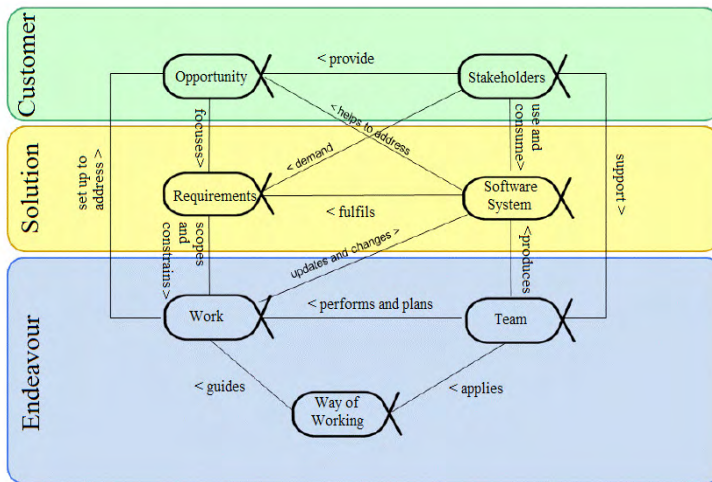 Customer
< provide
Opportunity
Stakeholders
focuses>
< helps to address
use and
consume>
< demand
Solution
set up to
address >
support >
Requirements
Software
System
< fulfils
scopes
and
constrains>
updates and changes >
<produces
Endeavour
Work
< performs and plans
Team
< guides
< applies
Way of
Working